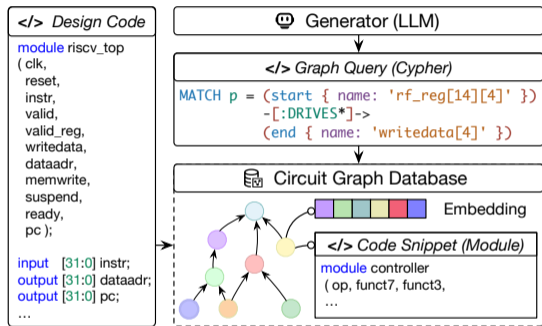 </> Design Code
module riscv_top
( clk,
reset,
instr,
valid,
valid_reg,
writedata,
dataadr,
memwrite,
suspend,
ready,
pc );
input [31:0] instr;
output [31:0] dataadr;
output [31:0] pc;
...
Generator (LLM)
</> Graph Query (Cypher)
MATCH p = (start { name: 'rf_reg[14][4]' })
-[:DRIVES*]->
(end { name: 'writedata[4]' })
Circuit Graph Database
Embedding
</> Code Snippet (Module)
module controller
( op, funct7, funct3,
...